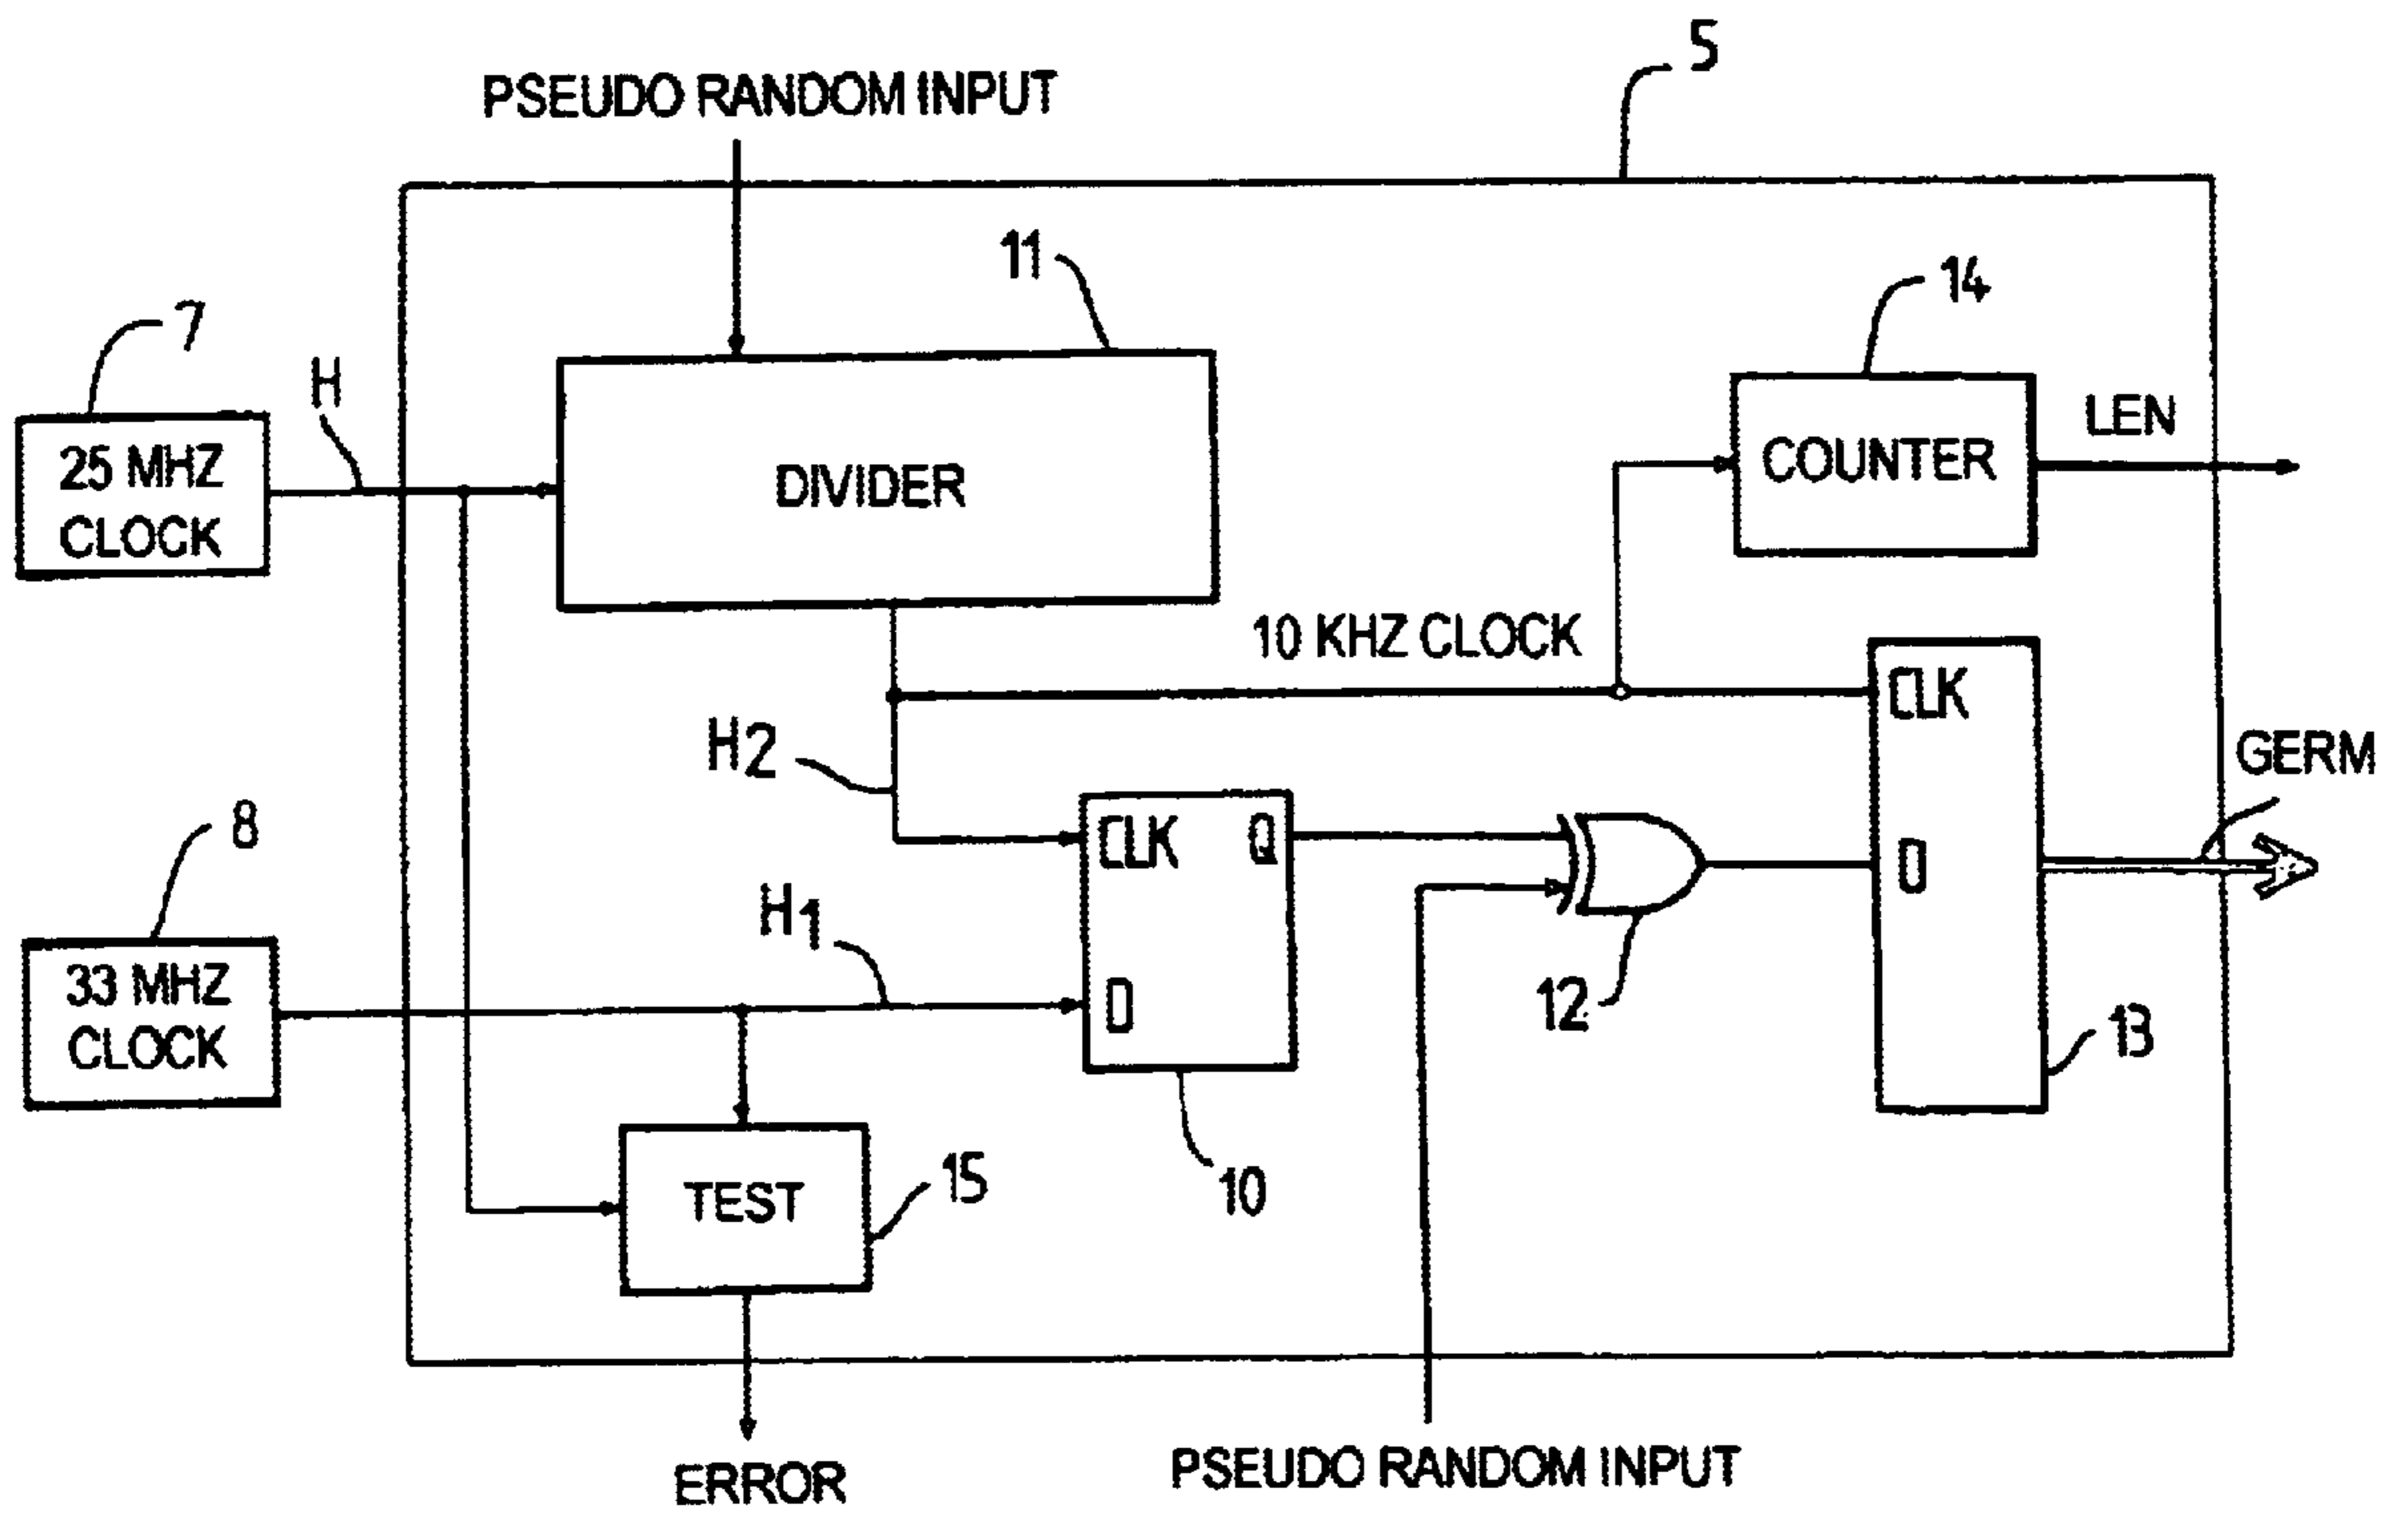 5
PSEUDO RANDOM INPUT
11
14
7
H
LEN
25 MHZ
CLOCK
DIVIDER
COUNTER
10 KHZ CLOCK
CLK
H2
GERM
8
CLK
Q
D
H1
33 MHZ
CLOCK
D
12
13
TEST
15
10
PSEUDO RANDOM INPUT
ERROR